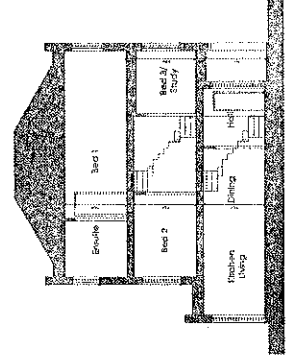 Ensuite
Bed 1
Bed 2
Bed 3/
Study
Kitchen
Living
Dining
Hall